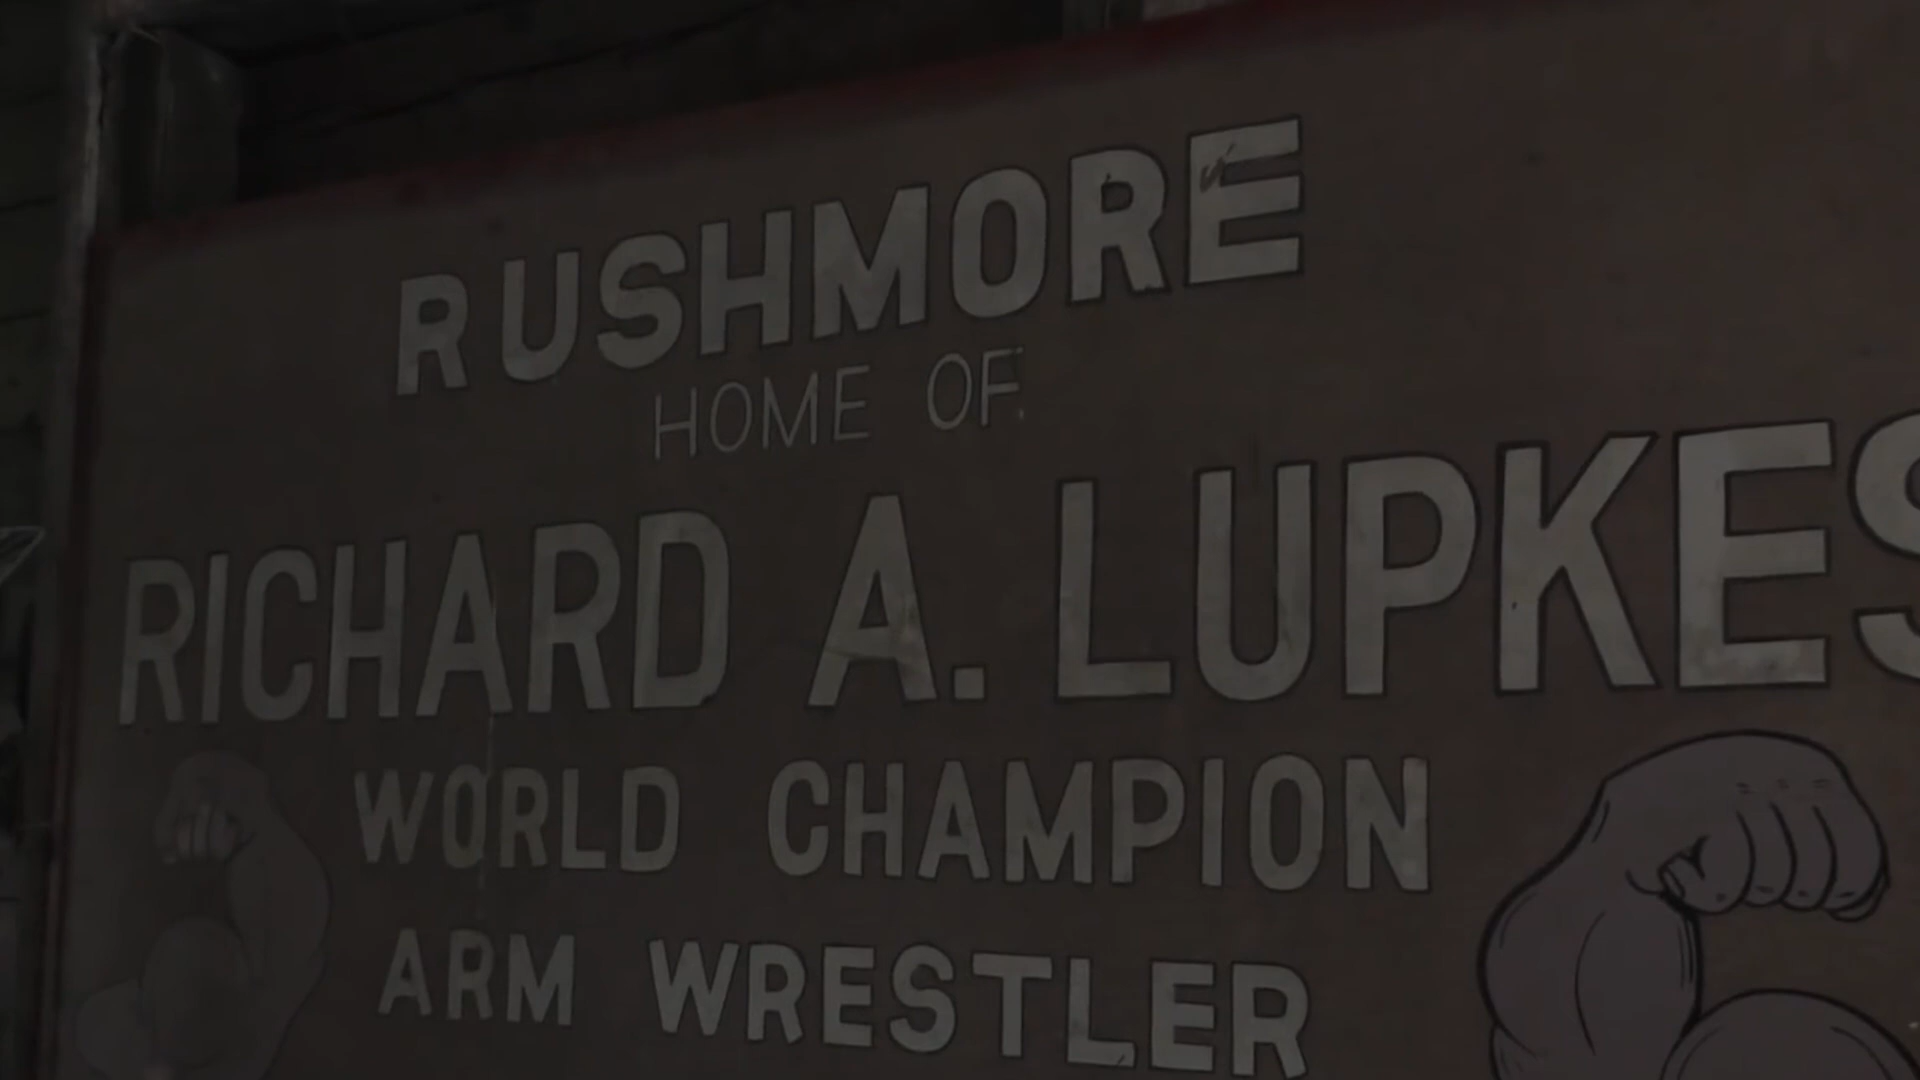 RUSHMORE
HOME OF
RICHARD A. LUPKES
WORLD CHAMPION
ARM WRESTLER